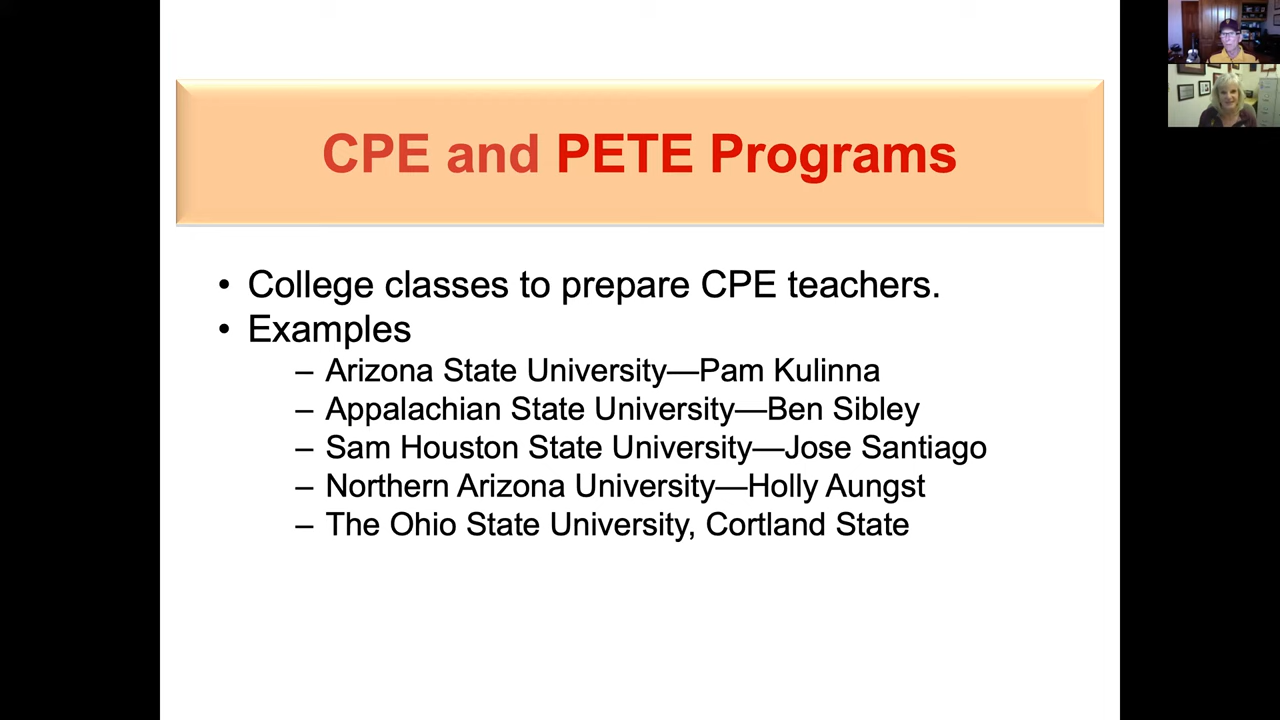 CPE and PETE Programs
• College classes to prepare CPE teachers.
• Examples
– Arizona State University—Pam Kulinna
– Appalachian State University—Ben Sibley
– Sam Houston State University—Jose Santiago
– Northern Arizona University—Holly Aungst
– The Ohio State University, Cortland State